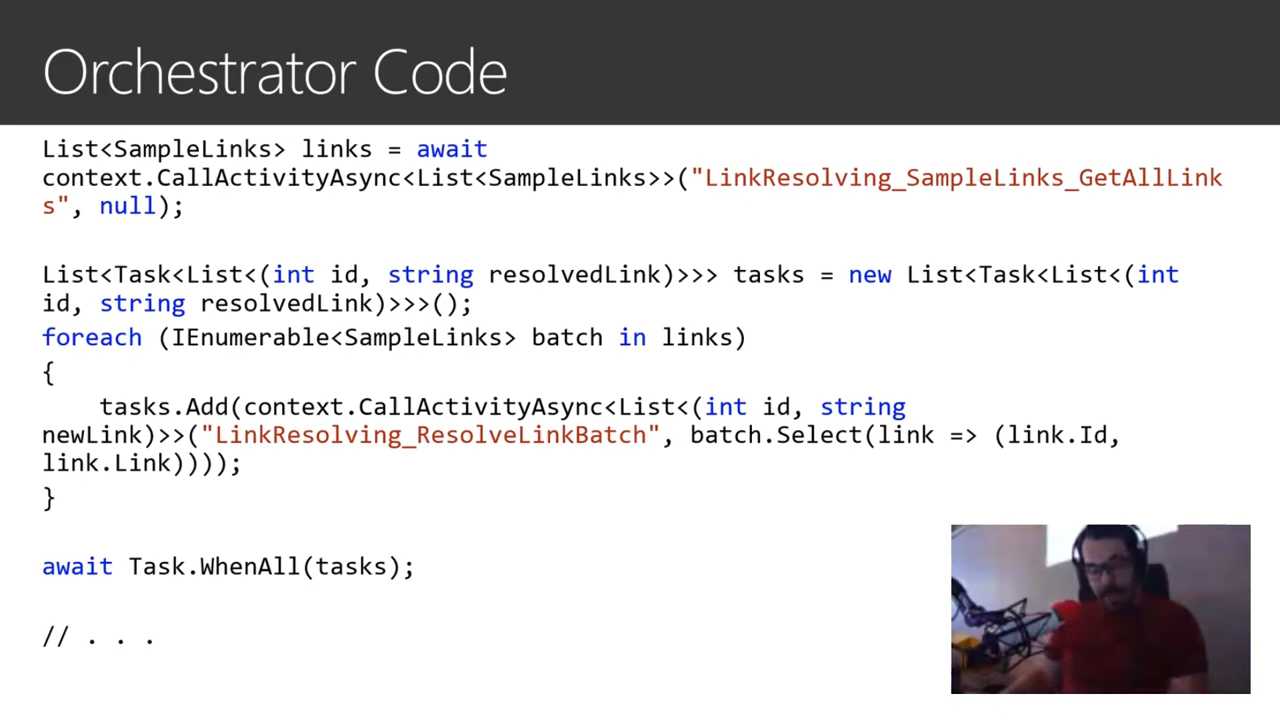 Orchestrator Code
List<SampleLinks> links = await
context.CallActivityAsync<List<SampleLinks>>("LinkResolving_SampleLinks_GetAllLink
s", null);
List<Task<List<(int id, string resolvedLink)>>> tasks = new List<Task<List<(int
id, string resolvedLink)>>>();
foreach (IEnumerable<SampleLinks> batch in links)
{
tasks.Add(context.CallActivityAsync<List<(int id, string
newLink)>>("LinkResolving_ResolveLinkBatch", batch.Select(link => (link.Id,
link.Link))));
}
await Task.WhenAll(tasks);
// . . .